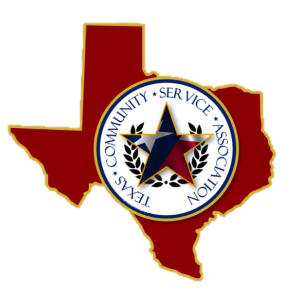 TEXAS ★ COMMUNITY ★ SERVICE ★ ASSOCIATION